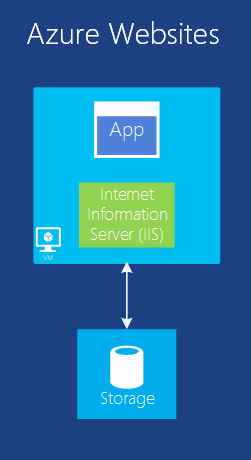 Azure Websites
App
Internet
Information
Server (IIS)
VM
Storage